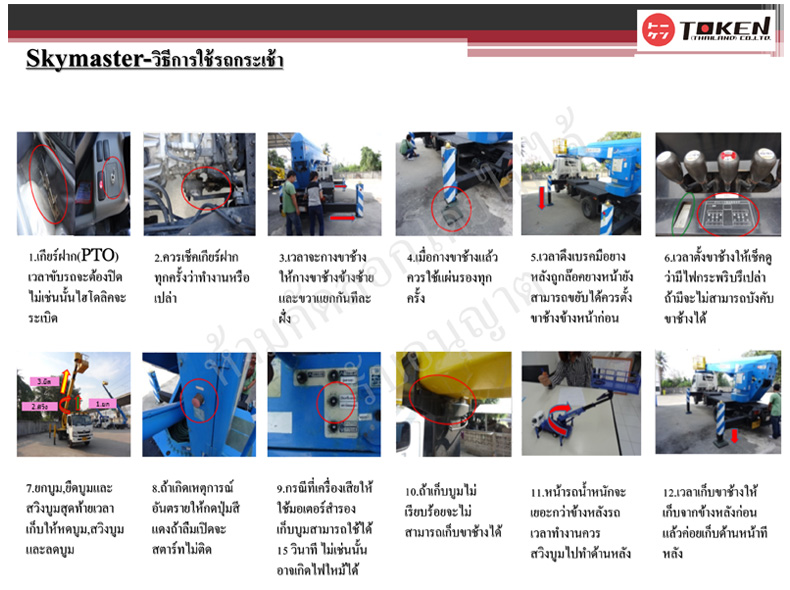 TOKEN
(THAILAND) CO.,LTD.
Skymaster-วิธีการใช้รถกระเช้า
1.เกียร์ฝาก(PTO)
เวลาขับรถจะต้องปิด
ไม่เช่นนั้นไฮโดลิคจะ
ระเบิด
2.ควรเช็คเกียร์ฝาก
ทุกครั้งว่าทำงานหรือ
เปล่า
3.เวลาจะกางขาช้าง
ให้กางขาช้างข้างซ้าย
และขวาแยกกันทีละ
ฝั่ง
4.เมื่อกางขาช้างแล้ว
ควรใช้แผ่นรองทุก
ครั้ง
5.เวลาดึงเบรคมือยาง
หลังถูกล๊อคยางหน้ายัง
สามารถขยับได้ควรตั้ง
ขาช้างข้างหน้าก่อน
6.เวลาตั้งขาช้างให้เช็คดู
ว่ามีไฟกระพริบรึเปล่า
ถ้ามีจะไม่สามารถบังคับ
ขาช้างได้
3.ยืด
2.สวิง
1.ยก
7.ยกบูม,ยืดบูมและ
สวิงบูมสุดท้ายเวลา
เก็บให้หดบูม,สวิงบูม
และลดบูม
8.ถ้าเกิดเหตุการณ์
อันตรายให้กดปุ่มสี
แดงถ้าลืมเปิดจะ
สตาร์ทไม่ติด
9.กรณีที่เครื่องเสียให้
ใช้มอเตอร์สำรอง
เก็บบูมสามารถใช้ได้
15 วินาที ไม่เช่นนั้น
อาจเกิดไฟไหม้ได้
10.ถ้าเก็บบูมไม่
เรียบร้อยจะไม่
สามารถเก็บขาช้างได้
11.หน้ารถน้ำหนักจะ
เยอะกว่าข้างหลังรถ
เวลาทำงานควร
สวิงบูมไปทำด้านหลัง
12.เวลาเก็บขาช้างให้
เก็บจากข้างหลังก่อน
แล้วค่อยเก็บด้านหน้าที
หลัง